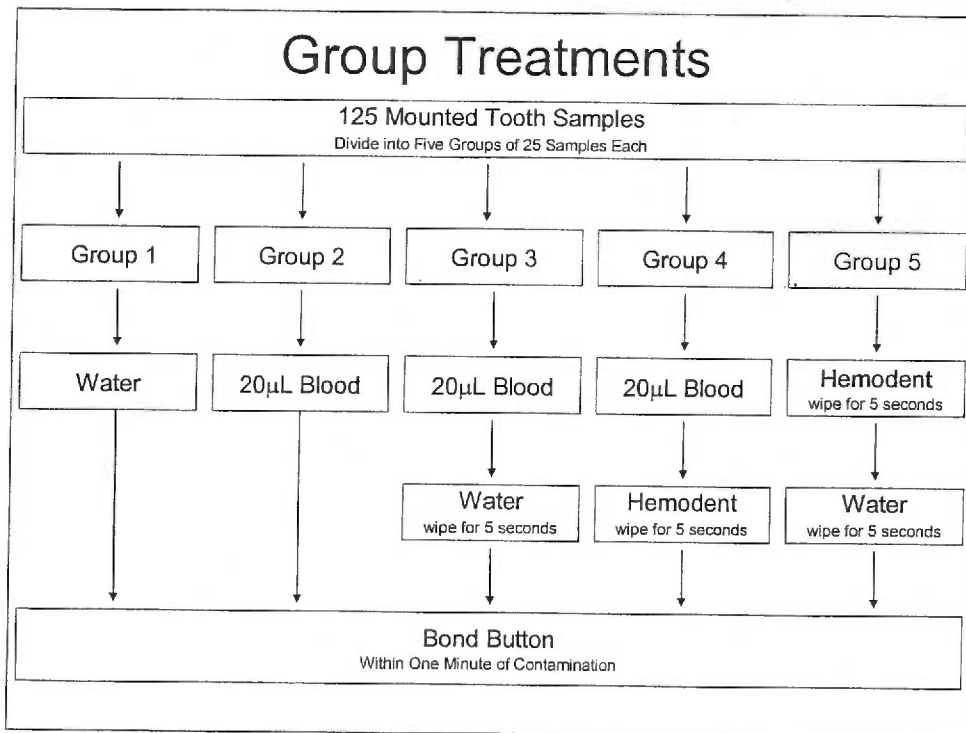 Group Treatments
125 Mounted Tooth Samples
Divide into Five Groups of 25 Samples Each
Group 1
Group 2
Group 3
Group 4
Group 5
Water
20µL Blood
20µL Blood
20µL Blood
Hemodent
wipe for 5 seconds
Water
wipe for 5 seconds
Hemodent
wipe for 5 seconds
Water
wipe for 5 seconds
Bond Button
Within One Minute of Contamination